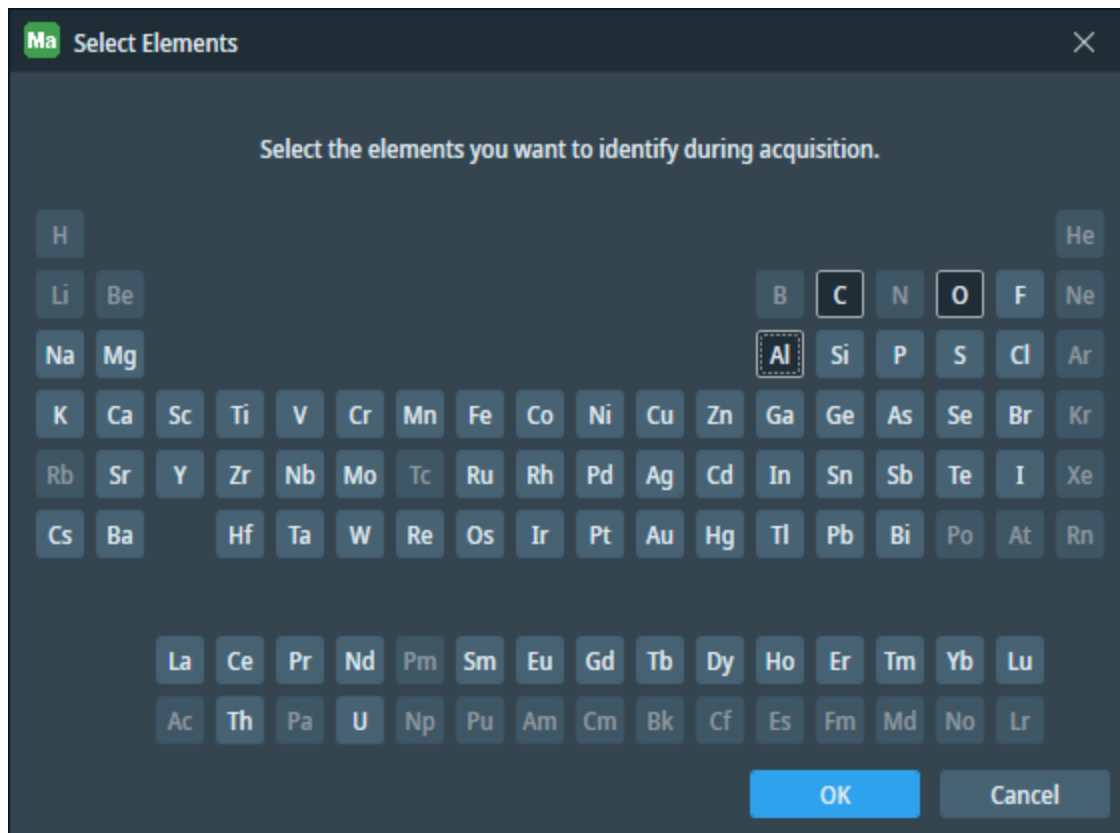 Ma Select Elements
Select the elements you want to identify during acquisition.
H He
Li Be B C N O F Ne
Na Mg Al Si P S Cl Ar
K Ca Sc Ti V Cr Mn Fe Co Ni Cu Zn Ga Ge As Se Br Kr
Rb Sr Y Zr Nb Mo Tc Ru Rh Pd Ag Cd In Sn Sb Te I Xe
Cs Ba Hf Ta W Re Os Ir Pt Au Hg Tl Pb Bi Po At Rn
La Ce Pr Nd Pm Sm Eu Gd Tb Dy Ho Er Tm Yb Lu
Ac Th Pa U Np Pu Am Cm Bk Cf Es Fm Md No Lr
OK Cancel